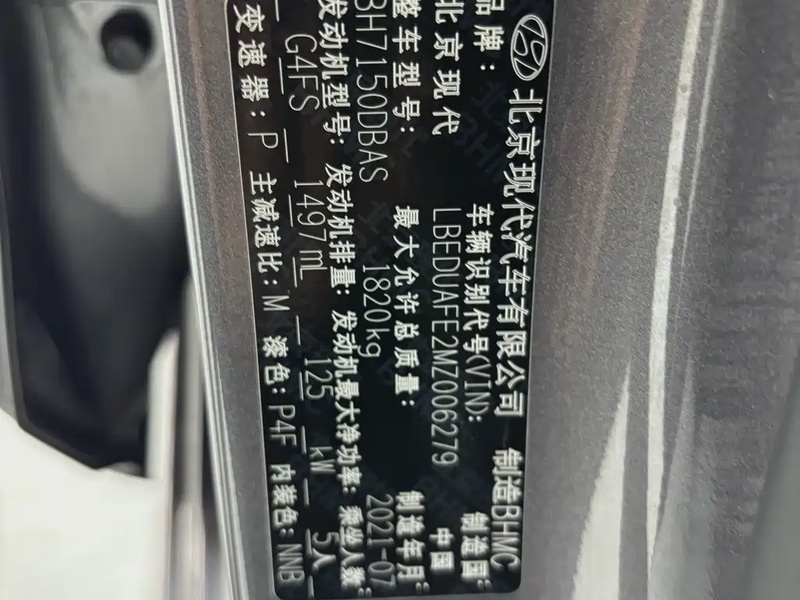 北京现代汽车有限公司 制造BHMC
品牌: 车辆识别代号(VIN): 制造国:
北京现代 LBEDUAFE2MZ006279 中国
整车型号: 最大允许总质量: 制造年月:
BH7150DBAS 1820kg 2021-07
发动机型号: 发动机排量: 发动机最大净功率: 乘坐人数:
G4FS 1497ml 125 kW 5人
变速器: P 主减速比: M 漆色: P4F 内装色: NNB